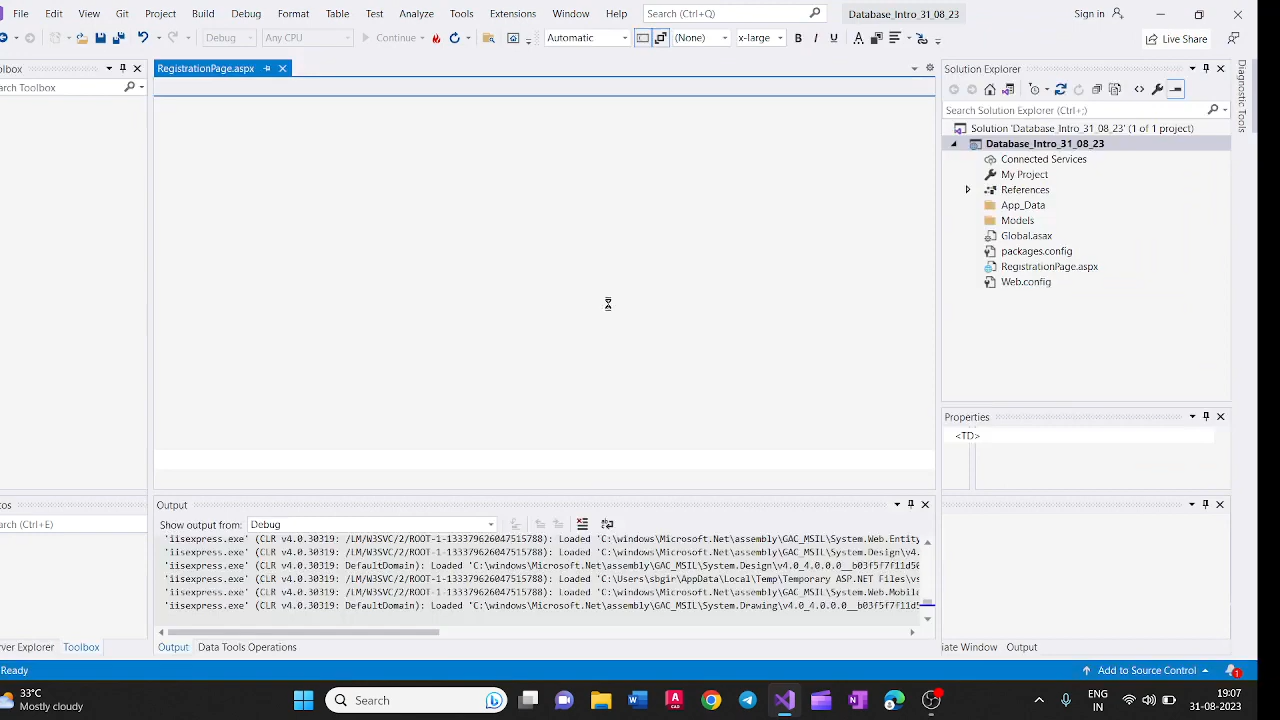 File Edit View Git Project Build Debug Format Table Test Analyze Tools Extensions Window Help Search (Ctrl+Q) Database_Intro_31_08_23 Sign in
Debug Any CPU Continue Automatic (None) x-large B I U A Live Share
lbox RegistrationPage.aspx Solution Explorer
arch Toolbox
Search Solution Explorer (Ctrl+;)
Solution 'Database_Intro_31_08_23' (1 of 1 project)
Database_Intro_31_08_23
Connected Services
My Project
References
App_Data
Models
Global.asax
packages.config
RegistrationPage.aspx
Web.config
Diagnostic Tools
Properties
<TD>
os Output
arch (Ctrl+E) Show output from: Debug
'iisexpress.exe' (CLR v4.0.30319: /LM/W3SVC/2/ROOT-1-133379626047515788): Loaded 'C:\windows\Microsoft.Net\assembly\GAC_MSIL\System.Web.Entity
'iisexpress.exe' (CLR v4.0.30319: /LM/W3SVC/2/ROOT-1-133379626047515788): Loaded 'C:\windows\Microsoft.Net\assembly\GAC_MSIL\System.Design\v4.
'iisexpress.exe' (CLR v4.0.30319: DefaultDomain): Loaded 'C:\windows\Microsoft.Net\assembly\GAC_MSIL\System.Design\v4.0_4.0.0.0__b03f5f7f11d50
'iisexpress.exe' (CLR v4.0.30319: /LM/W3SVC/2/ROOT-1-133379626047515788): Loaded 'C:\Users\sbgir\AppData\Local\Temp\Temporary ASP.NET Files\vs
'iisexpress.exe' (CLR v4.0.30319: /LM/W3SVC/2/ROOT-1-133379626047515788): Loaded 'C:\windows\Microsoft.Net\assembly\GAC_MSIL\System.Web.Mobile
'iisexpress.exe' (CLR v4.0.30319: DefaultDomain): Loaded 'C:\windows\Microsoft.Net\assembly\GAC_MSIL\System.Drawing\v4.0_4.0.0.0__b03f5f7f11d5
rver Explorer Toolbox Output Data Tools Operations iate Window Output
Ready Add to Source Control 1
33°C Search ENG 19:07
Mostly cloudy IN 31-08-2023